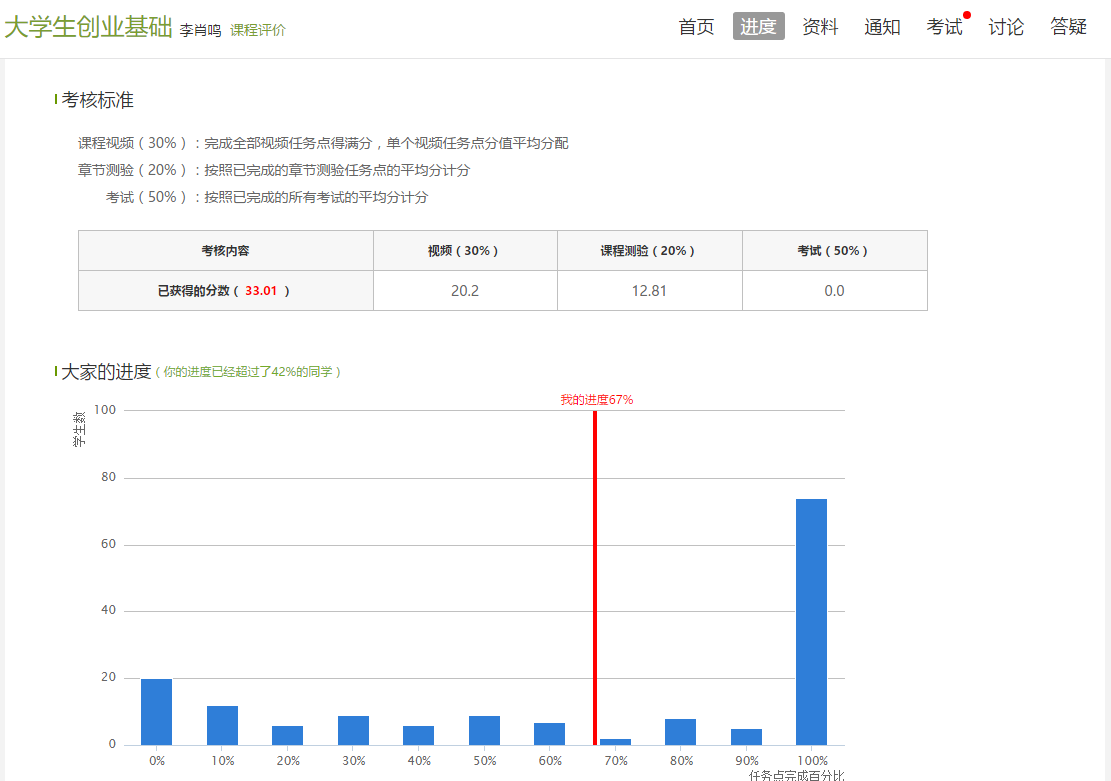 大学生创业基础 李肖鸣 课程评价 首页 进度 资料 通知 考试 讨论 答疑
考核标准
课程视频（30%）：完成全部视频任务点得满分，单个视频任务点分值平均分配
章节测验（20%）：按照已完成的章节测验任务点的平均分计分
考试（50%）：按照已完成的所有考试的平均分计分
考核内容 视频（30%） 课程测验（20%） 考试（50%）
已获得的分数（ 33.01 ） 20.2 12.81 0.0
大家的进度（你的进度已经超过了42%的同学）
我的进度67%
学生数
100
80
60
40
20
0
0% 10% 20% 30% 40% 50% 60% 70% 80% 90% 100%
任务点完成百分比